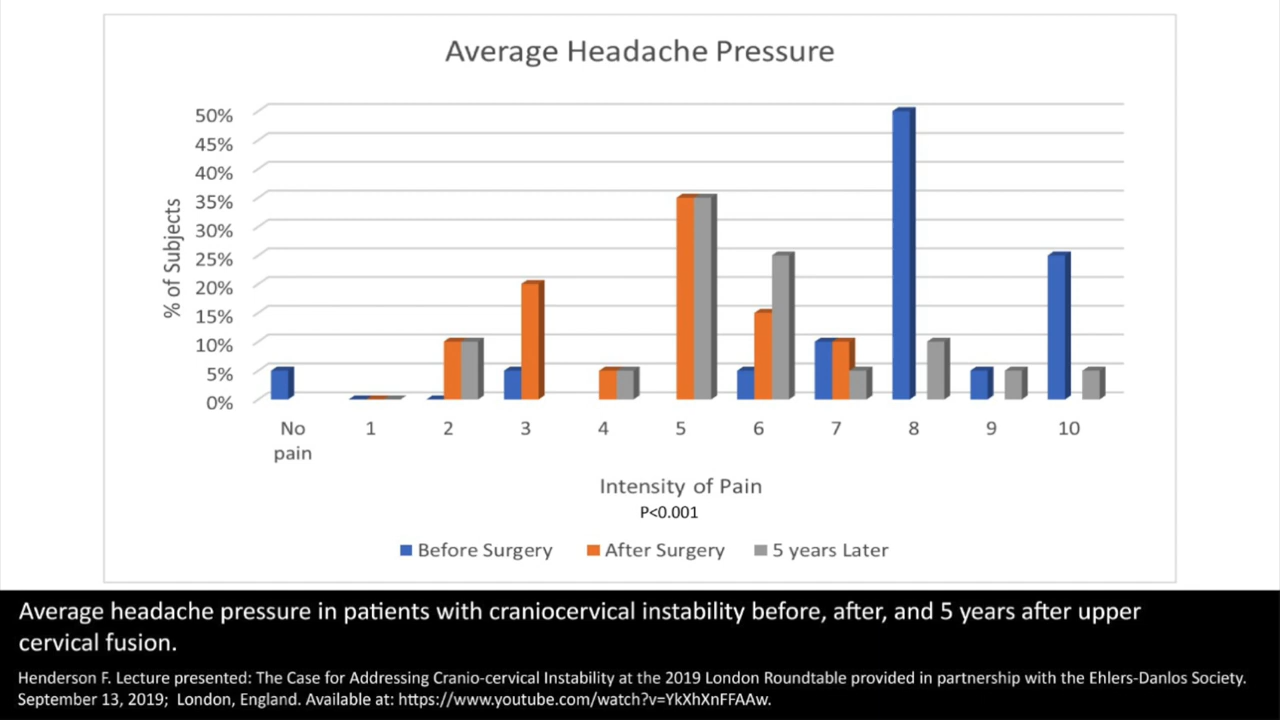 Average Headache Pressure
50%
45%
40%
35%
30%
25%
20%
15%
10%
5%
0%
% of Subjects
No pain
1
2
3
4
5
6
7
8
9
10
Intensity of Pain
P<0.001
Before Surgery
After Surgery
5 years Later
Average headache pressure in patients with craniocervical instability before, after, and 5 years after upper
cervical fusion.
Henderson F. Lecture presented: The Case for Addressing Cranio-cervical Instability at the 2019 London Roundtable provided in partnership with the Ehlers-Danlos Society.
September 13, 2019; London, England. Available at: https://www.youtube.com/watch?v=YkXhXnFFAAw.